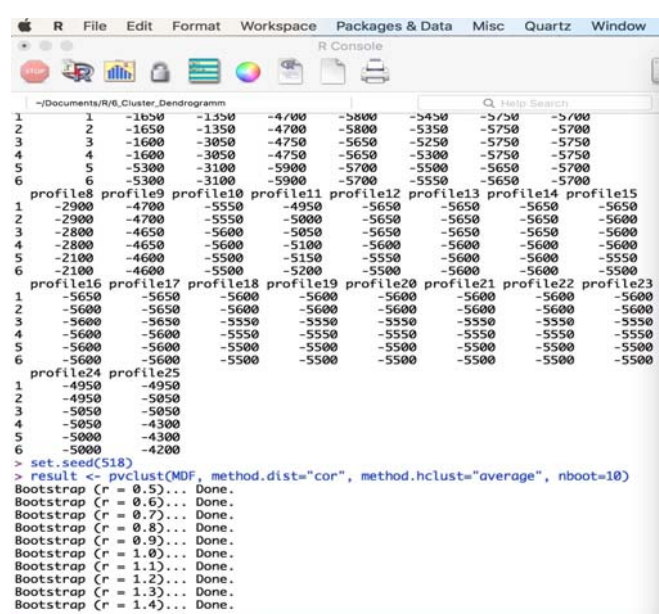 R File Edit Format Workspace Packages & Data Misc Quartz Window
R Console
STOP R
~/Documents/R/6_Cluster_Dendrogramm Help Search
1 1 -1650 -1350 -4700 -5800 -5450 -5750 -5700
2 2 -1650 -1350 -4700 -5800 -5350 -5750 -5700
3 3 -1600 -3050 -4750 -5650 -5250 -5750 -5750
4 4 -1600 -3050 -4750 -5650 -5300 -5750 -5750
5 5 -5300 -3100 -5900 -5700 -5500 -5650 -5700
6 6 -5300 -3100 -5900 -5700 -5550 -5650 -5700
profile8 profile9 profile10 profile11 profile12 profile13 profile14 profile15
1 -2900 -4700 -5550 -4950 -5650 -5650 -5650 -5650
2 -2900 -4700 -5550 -5000 -5650 -5650 -5650 -5600
3 -2800 -4650 -5600 -5050 -5650 -5600 -5600 -5600
4 -2800 -4650 -5600 -5100 -5600 -5600 -5600 -5600
5 -2100 -4600 -5500 -5150 -5550 -5600 -5600 -5550
6 -2100 -4600 -5500 -5200 -5550 -5600 -5600 -5500
profile16 profile17 profile18 profile19 profile20 profile21 profile22 profile23
1 -5650 -5650 -5600 -5600 -5600 -5600 -5600 -5600
2 -5600 -5650 -5600 -5600 -5600 -5600 -5600 -5600
3 -5600 -5650 -5550 -5550 -5550 -5550 -5550 -5550
4 -5600 -5600 -5550 -5550 -5550 -5550 -5550 -5550
5 -5600 -5600 -5500 -5500 -5500 -5500 -5500 -5500
6 -5600 -5600 -5500 -5500 -5500 -5500 -5500 -5500
profile24 profile25
1 -4950 -4950
2 -4950 -5050
3 -5050 -5050
4 -5050 -4300
5 -5000 -4300
6 -5000 -4200
> set.seed(518)
> result <- pvclust(MDF, method.dist="cor", method.hclust="average", nboot=10)
Bootstrap (r = 0.5)... Done.
Bootstrap (r = 0.6)... Done.
Bootstrap (r = 0.7)... Done.
Bootstrap (r = 0.8)... Done.
Bootstrap (r = 0.9)... Done.
Bootstrap (r = 1.0)... Done.
Bootstrap (r = 1.1)... Done.
Bootstrap (r = 1.2)... Done.
Bootstrap (r = 1.3)... Done.
Bootstrap (r = 1.4)... Done.